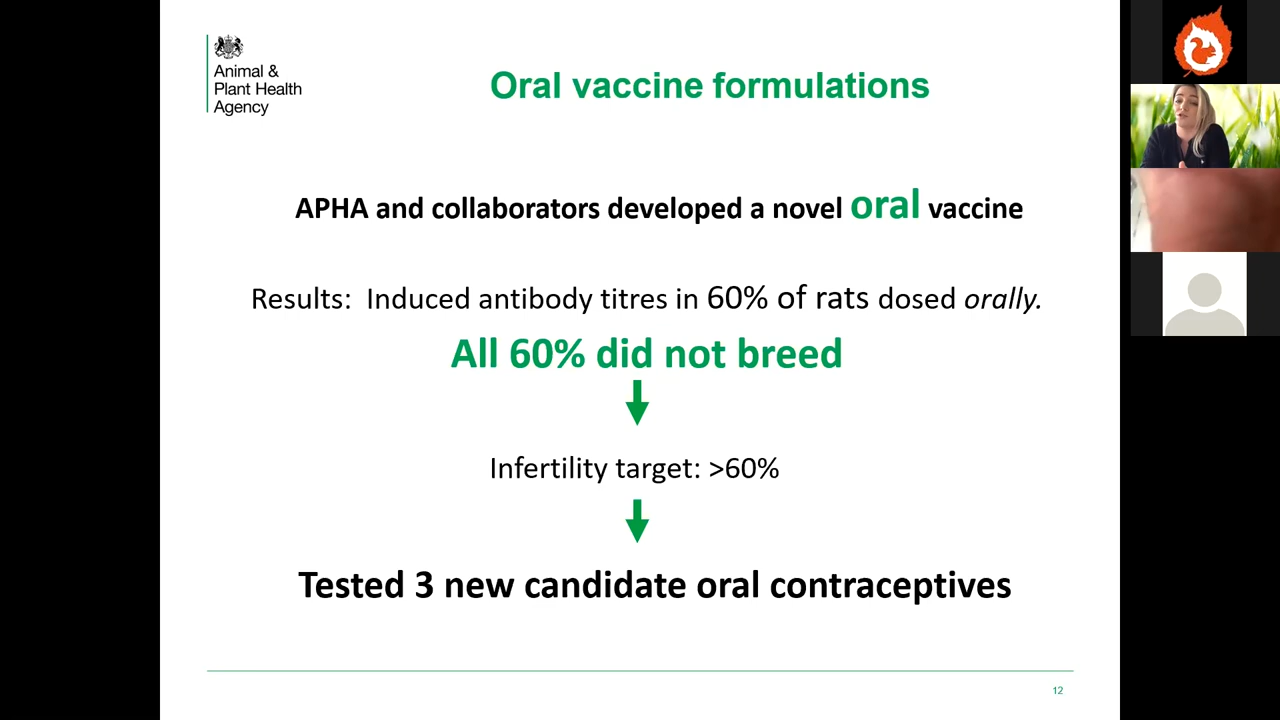 Animal &
Plant Health
Agency
Oral vaccine formulations
APHA and collaborators developed a novel oral vaccine
Results: Induced antibody titres in 60% of rats dosed orally.
All 60% did not breed
Infertility target: >60%
Tested 3 new candidate oral contraceptives
12